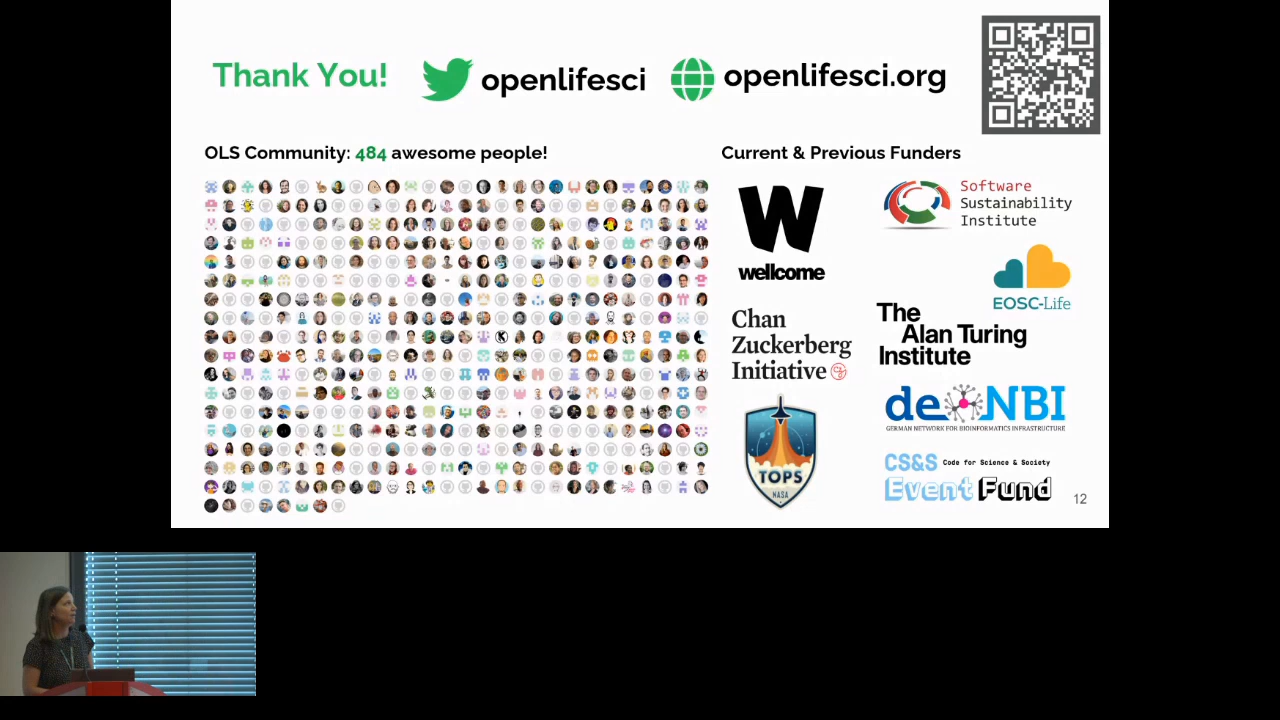 Thank You!
openlifesci
openlifesci.org
OLS Community: 484 awesome people!
Current & Previous Funders
W
wellcome
Software
Sustainability
Institute
EOSC-Life
Chan
Zuckerberg
Initiative
The
Alan Turing
Institute
TOPS
NASA
de NBI
GERMAN NETWORK FOR BIOINFORMATICS INFRASTRUCTURE
CS&S Code for Science & Society
Event Fund
12